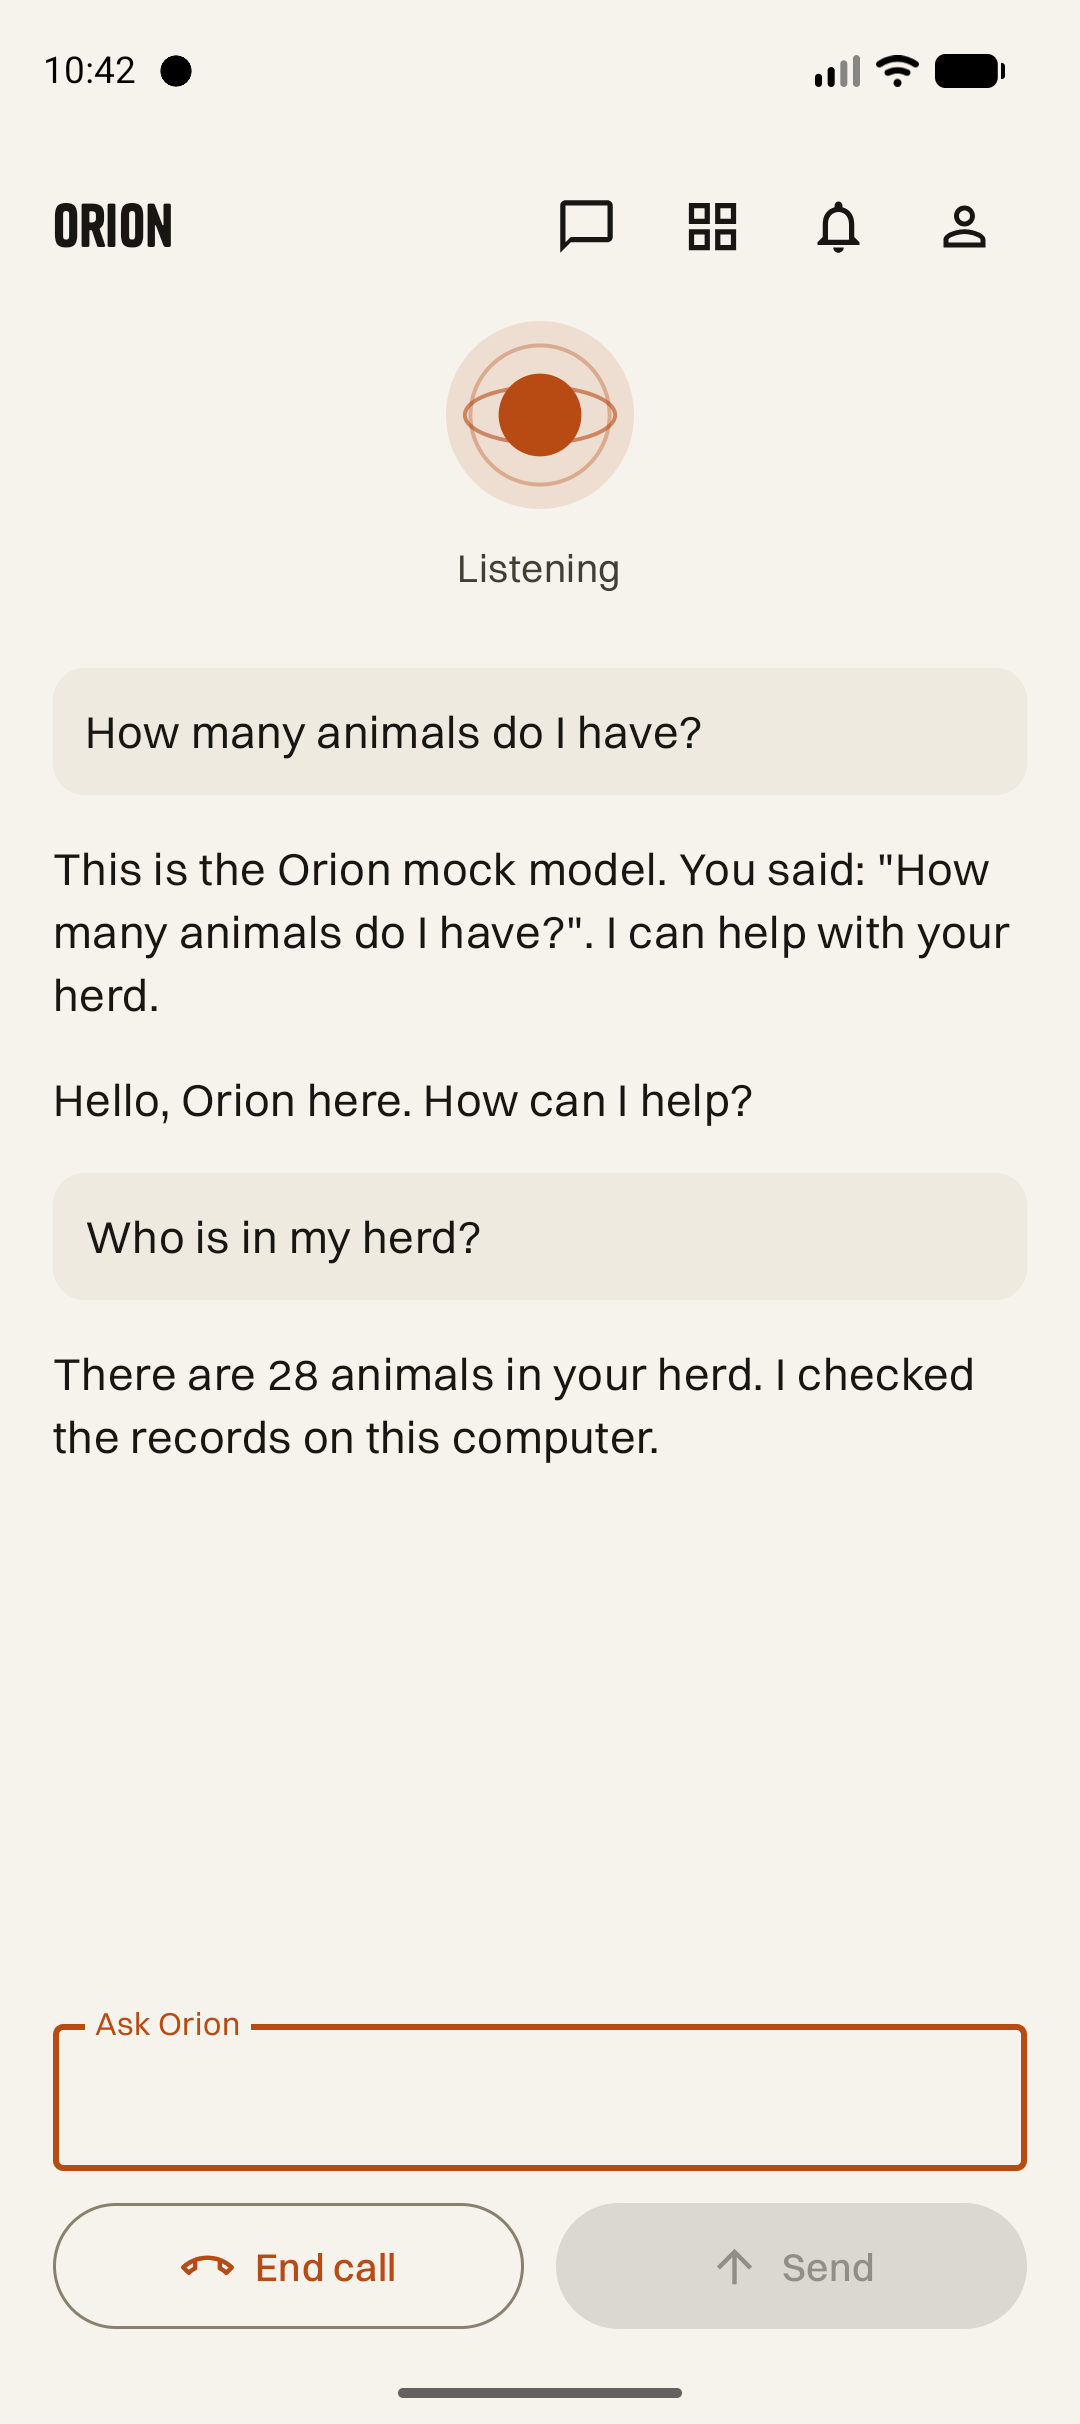 10:42
ORION
Listening
How many animals do I have?
This is the Orion mock model. You said: "How
many animals do I have?". I can help with your
herd.
Hello, Orion here. How can I help?
Who is in my herd?
There are 28 animals in your herd. I checked
the records on this computer.
Ask Orion
End call
Send